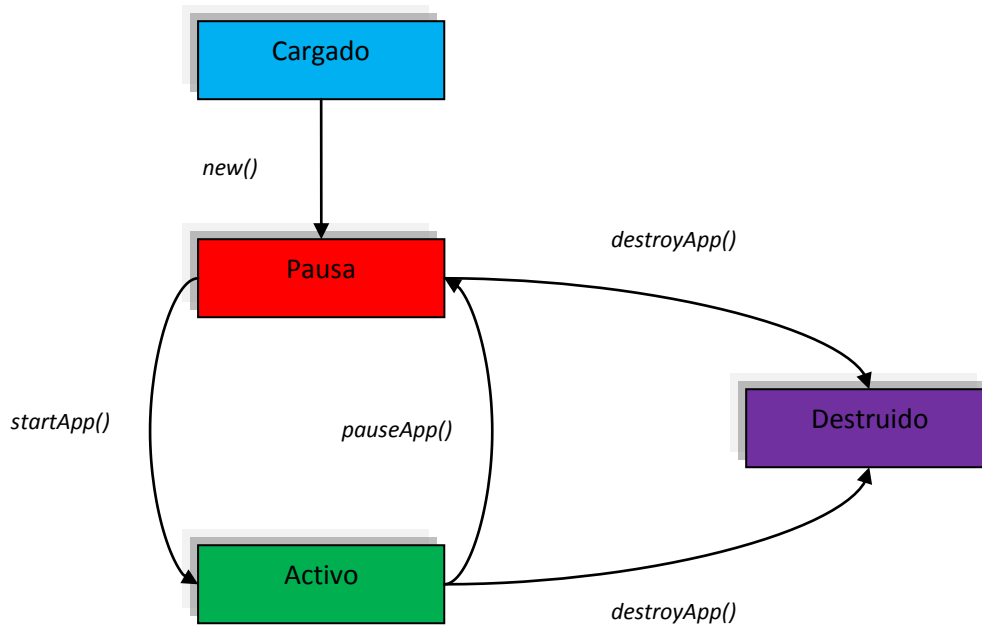 Cargado
new()
destroyApp()
Pausa
startApp()
pauseApp()
Destruido
Activo
destroyApp()